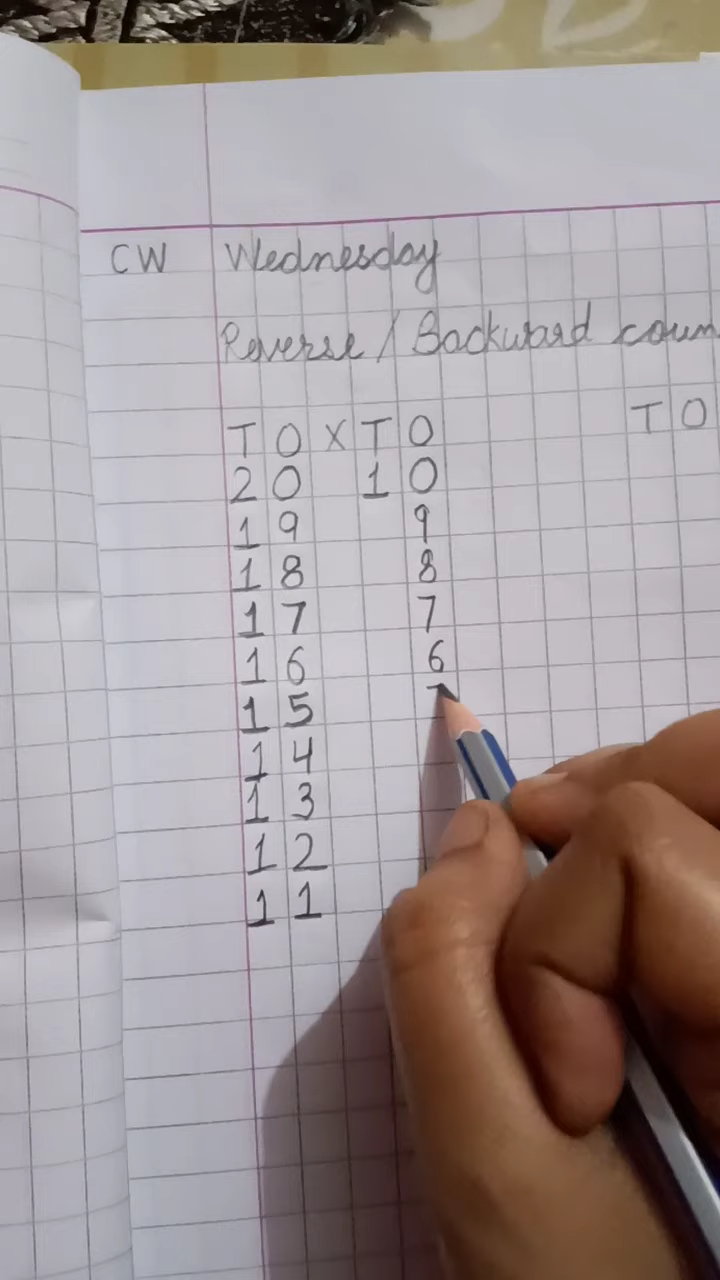 CW Wednesday
Reverse / Backward coun
T O X T O T O
2 0 1 0
1 9 9
1 8 8
1 7 7
1 6 6
1 5
1 4
1 3
1 2
1 1